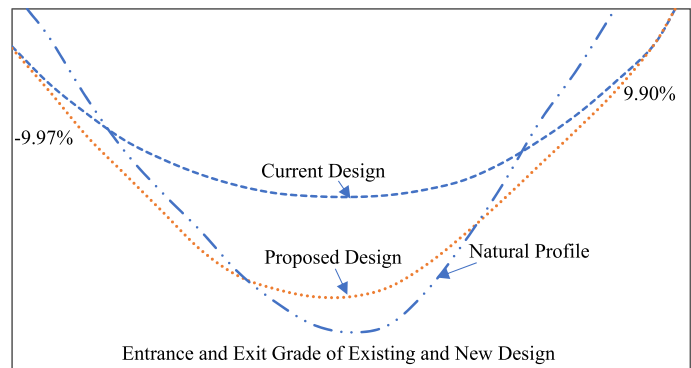 9.90%
-9.97%
Current Design
Proposed Design
Natural Profile
Entrance and Exit Grade of Existing and New Design